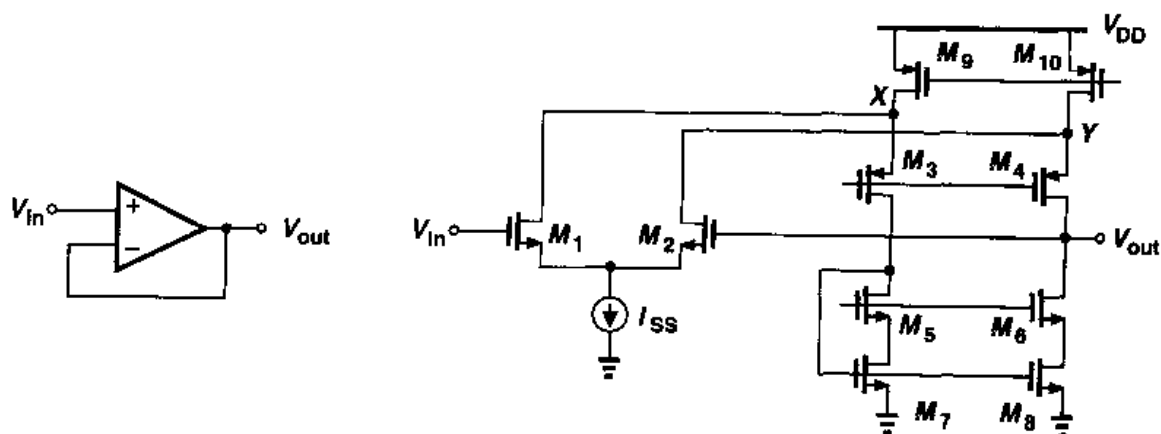 V_DD
M_9
M_10
X
Y
M_3
M_4
V_in
+
−
V_out
V_in
M_1
M_2
V_out
I_SS
M_5
M_6
M_7
M_8